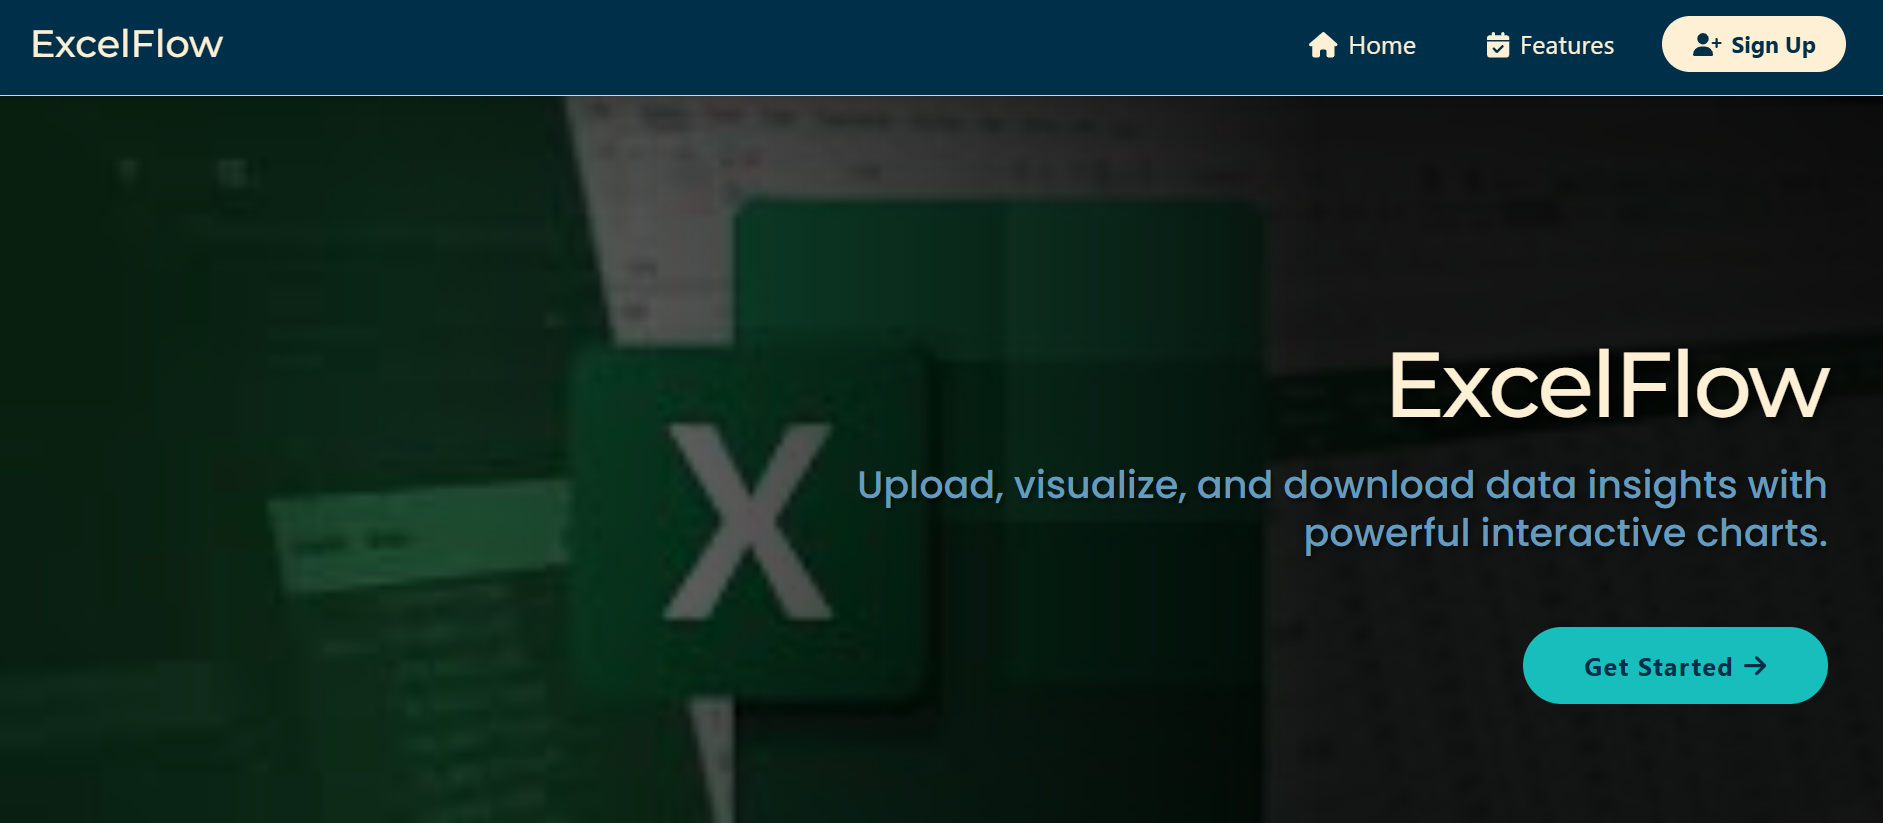 ExcelFlow
Home
Features
Sign Up
X
ExcelFlow
Upload, visualize, and download data insights with
powerful interactive charts.
Get Started